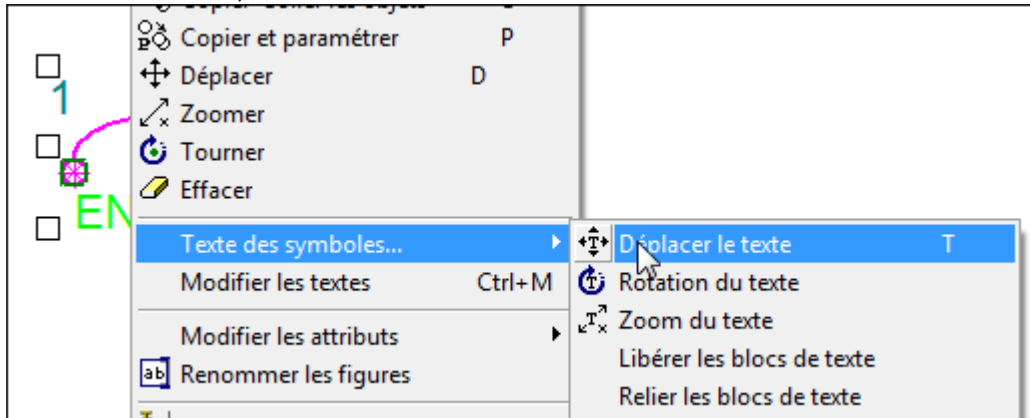 Copier et paramétrer P
Déplacer D
Zoomer
Tourner
Effacer
Texte des symboles...
Modifier les textes Ctrl+M
Modifier les attributs
Renommer les figures
Déplacer le texte T
Rotation du texte
Zoom du texte
Libérer les blocs de texte
Relier les blocs de texte
1
EN